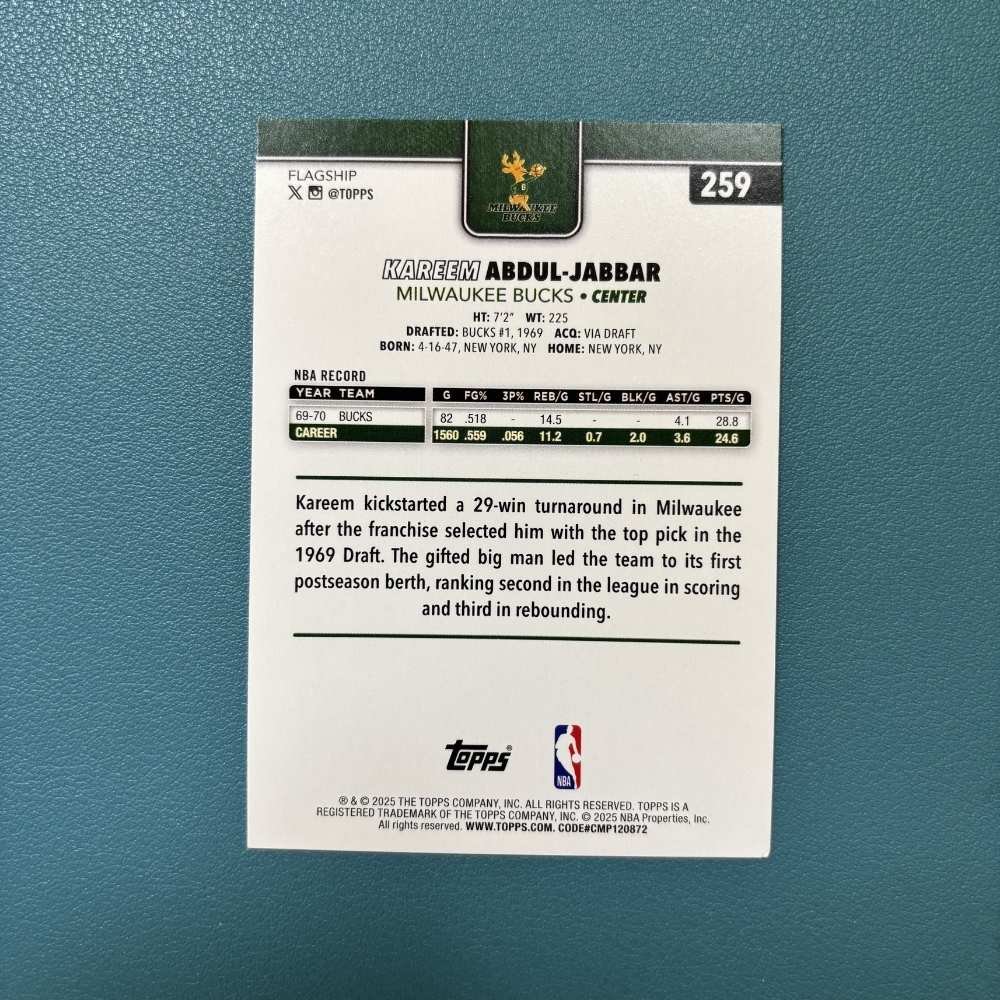 FLAGSHIP
@TOPPS
259
MILWAUKEE
BUCKS
KAREEM ABDUL-JABBAR
MILWAUKEE BUCKS • CENTER
HT: 7'2" WT: 225
DRAFTED: BUCKS #1, 1969 ACQ: VIA DRAFT
BORN: 4-16-47, NEW YORK, NY HOME: NEW YORK, NY
NBA RECORD
YEAR TEAM G FG% 3P% REB/G STL/G BLK/G AST/G PTS/G
69-70 BUCKS 82 .518 - 14.5 - - 4.1 28.8
CAREER 1560 .559 .056 11.2 0.7 2.0 3.6 24.6
Kareem kickstarted a 29-win turnaround in Milwaukee
after the franchise selected him with the top pick in the
1969 Draft. The gifted big man led the team to its first
postseason berth, ranking second in the league in scoring
and third in rebounding.
TOPPS®
NBA
® & © 2025 THE TOPPS COMPANY, INC. ALL RIGHTS RESERVED. TOPPS IS A
REGISTERED TRADEMARK OF THE TOPPS COMPANY, INC. © 2025 NBA Properties, Inc.
All rights reserved. WWW.TOPPS.COM. CODE#CMP120872